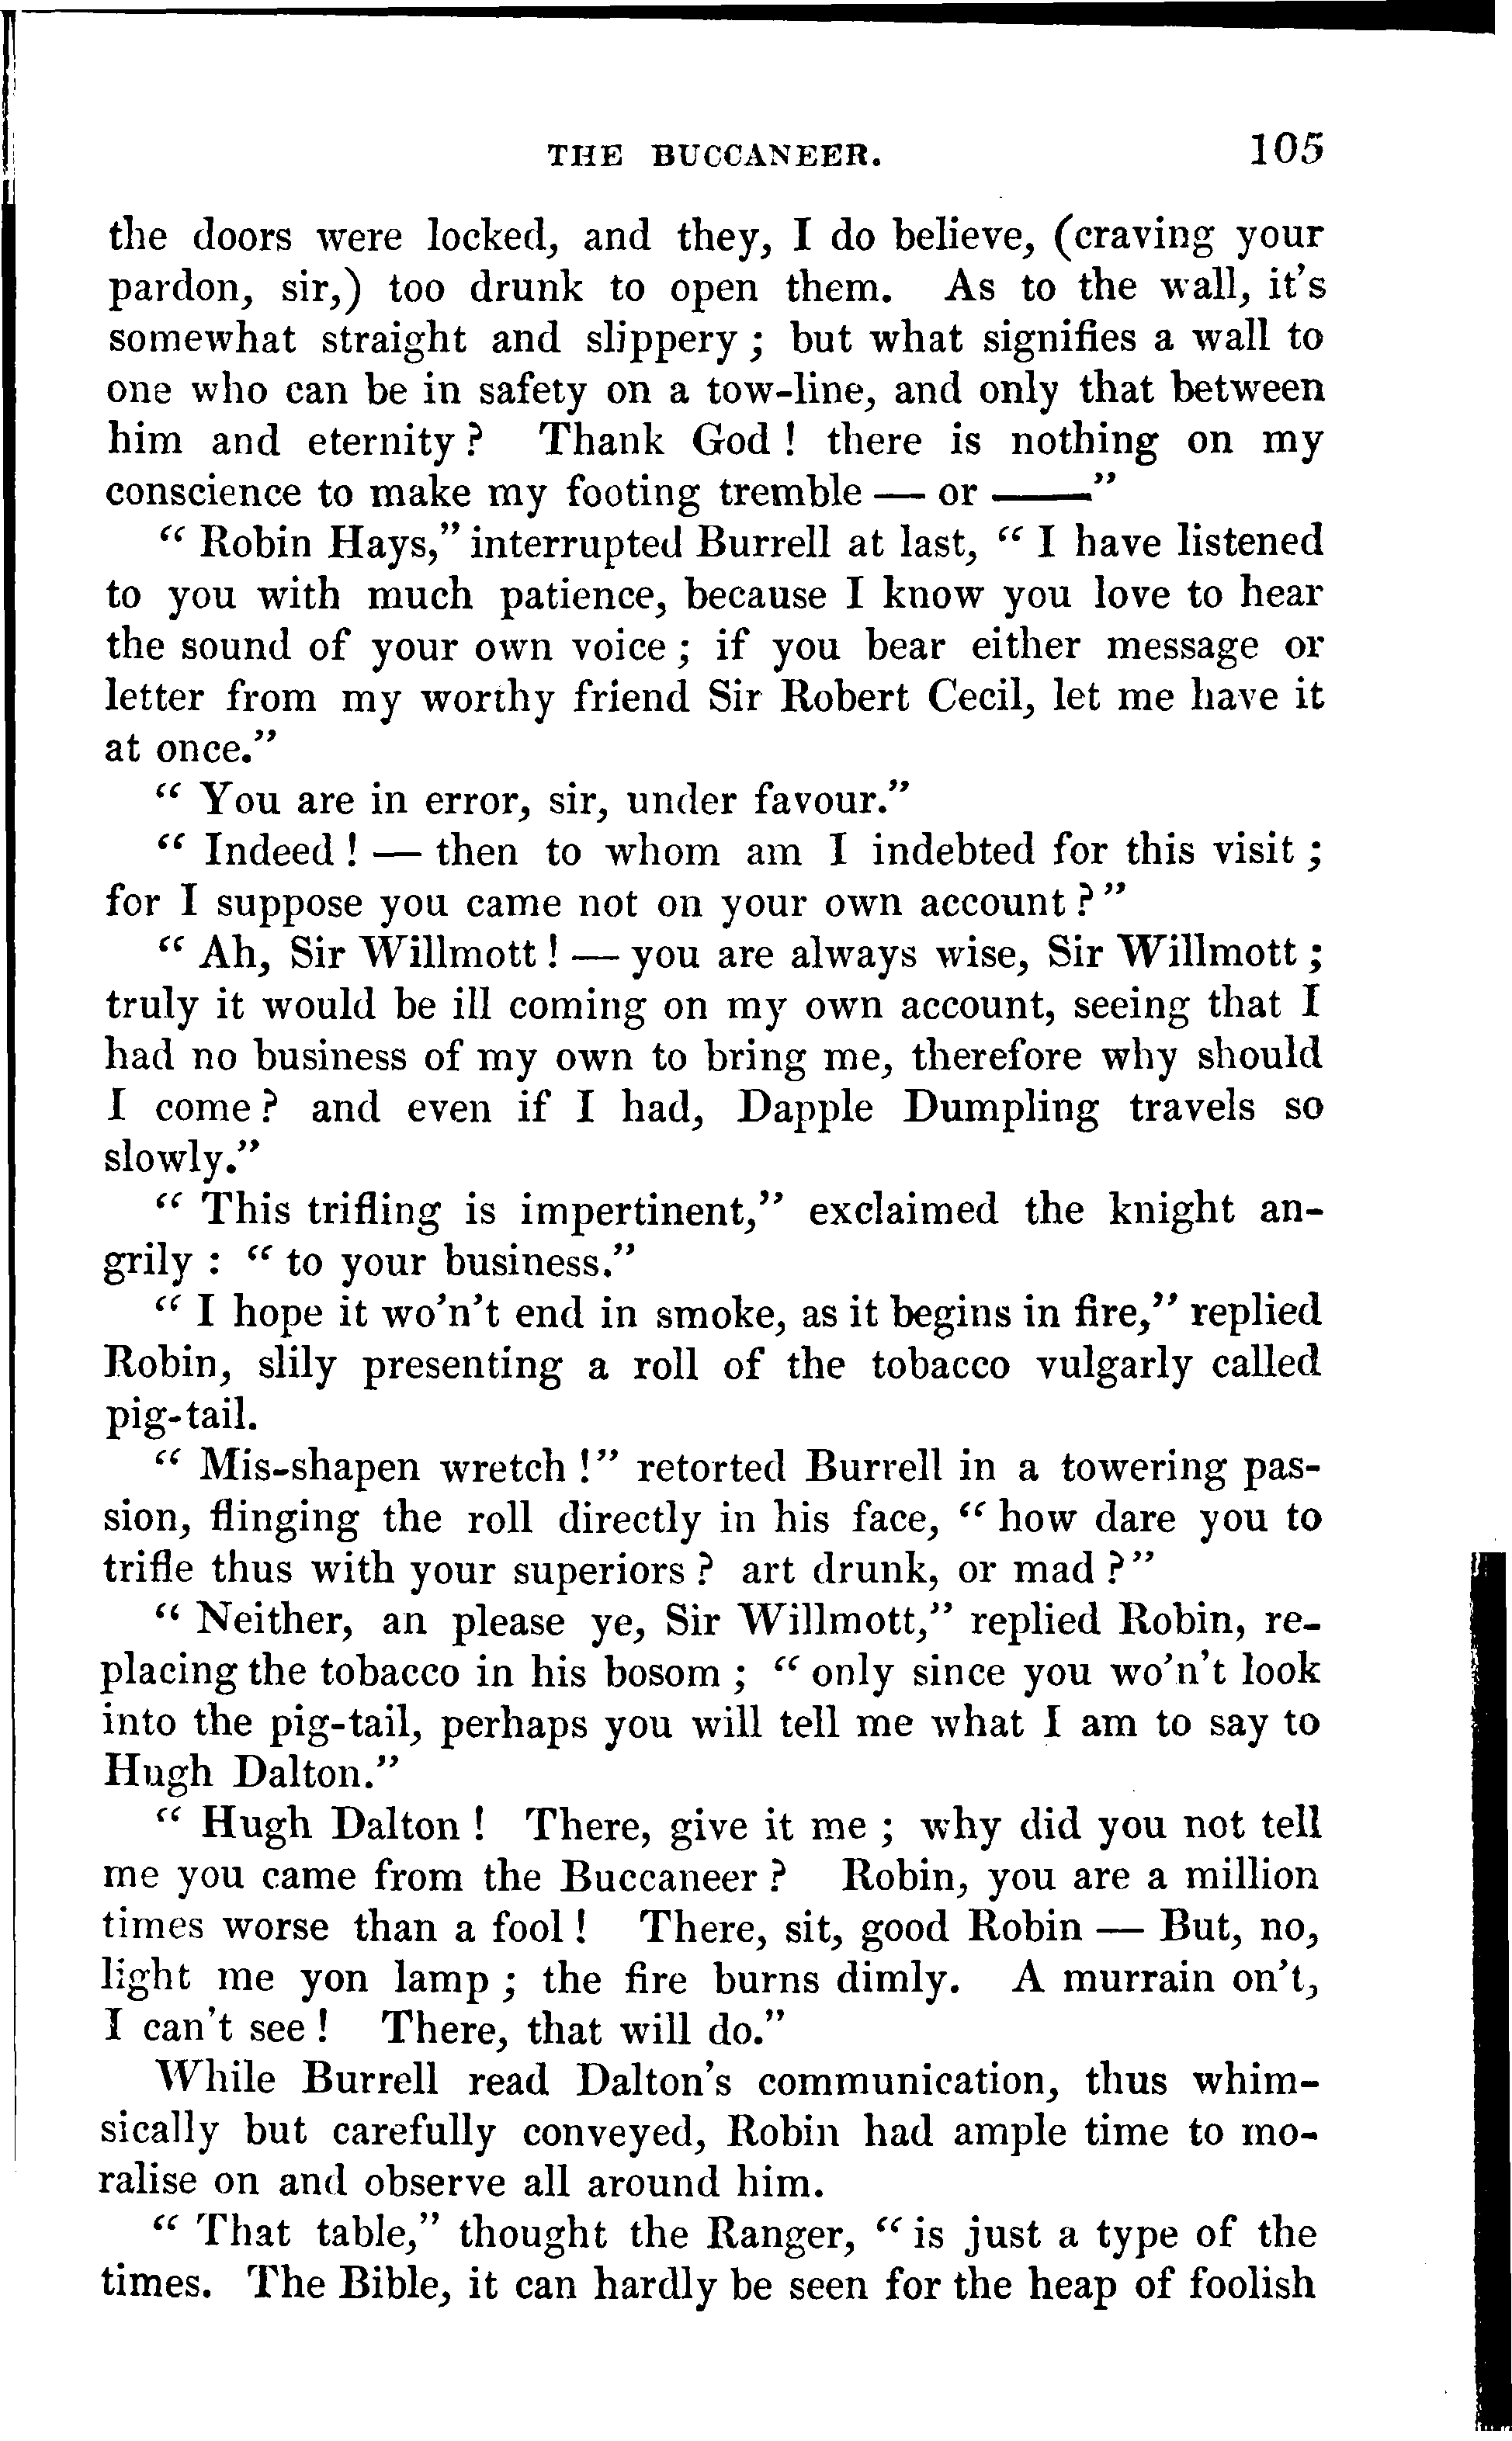 THE BUCCANEER. 105
the doors were locked, and they, I do believe, (craving your
pardon, sir,) too drunk to open them. As to the wall, it's
somewhat straight and slippery ; but what signifies a wall to
one who can be in safety on a tow-line, and only that between
him and eternity ? Thank God ! there is nothing on my
conscience to make my footing tremble — or ——"
" Robin Hays," interrupted Burrell at last, " I have listened
to you with much patience, because I know you love to hear
the sound of your own voice ; if you bear either message or
letter from my worthy friend Sir Robert Cecil, let me have it
at once."
" You are in error, sir, under favour."
" Indeed ! — then to whom am I indebted for this visit ;
for I suppose you came not on your own account ?"
" Ah, Sir Willmott ! — you are always wise, Sir Willmott ;
truly it would be ill coming on my own account, seeing that I
had no business of my own to bring me, therefore why should
I come ? and even if I had, Dapple Dumpling travels so
slowly."
" This trifling is impertinent," exclaimed the knight an-
grily : " to your business."
" I hope it wo'n't end in smoke, as it begins in fire," replied
Robin, slily presenting a roll of the tobacco vulgarly called
pig-tail.
" Mis-shapen wretch !" retorted Burrell in a towering pas-
sion, flinging the roll directly in his face, " how dare you to
trifle thus with your superiors ? art drunk, or mad ?"
" Neither, an please ye, Sir Willmott," replied Robin, re-
placing the tobacco in his bosom ; " only since you wo'n't look
into the pig-tail, perhaps you will tell me what I am to say to
Hugh Dalton."
" Hugh Dalton ! There, give it me ; why did you not tell
me you came from the Buccaneer ? Robin, you are a million
times worse than a fool ! There, sit, good Robin — But, no,
light me yon lamp ; the fire burns dimly. A murrain on't,
I can't see ! There, that will do."
While Burrell read Dalton's communication, thus whim-
sically but carefully conveyed, Robin had ample time to mo-
ralise on and observe all around him.
" That table," thought the Ranger, " is just a type of the
times. The Bible, it can hardly be seen for the heap of foolish